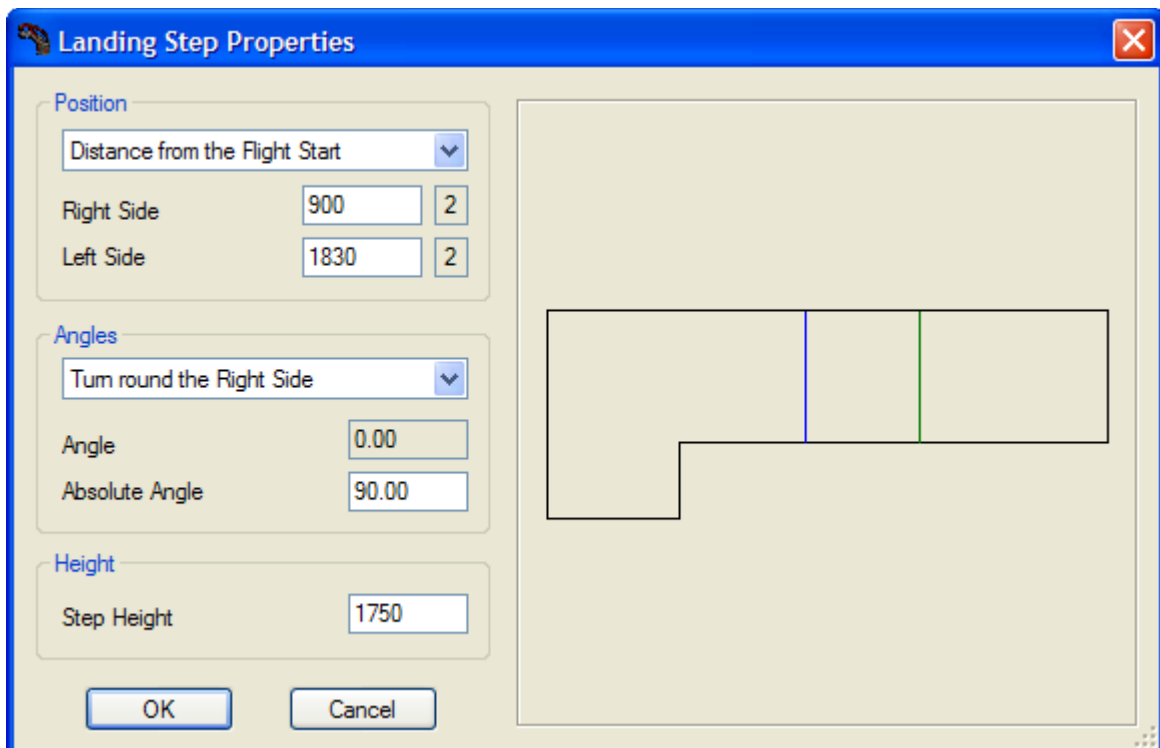 Landing Step Properties
Position
Distance from the Flight Start
Right Side 900 2
Left Side 1830 2
Angles
Turn round the Right Side
Angle 0.00
Absolute Angle 90.00
Height
Step Height 1750
OK Cancel